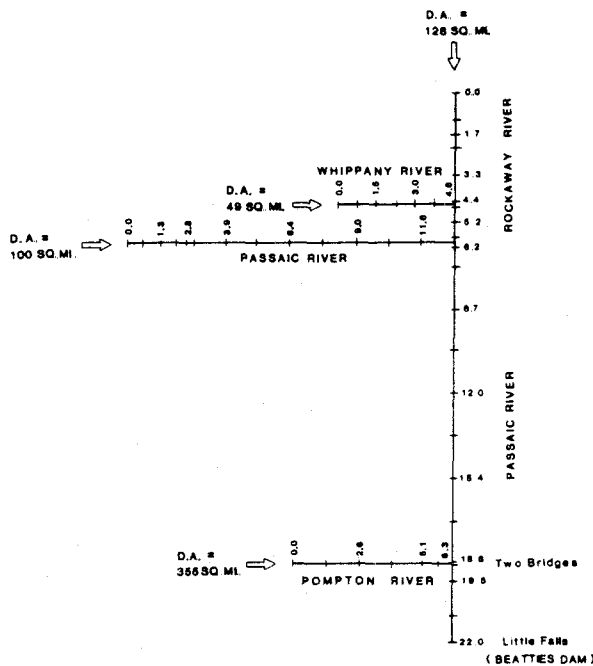 D.A. =
128 SQ. MI.
0.0
1.7
3.3
4.4
5.2
6.2
ROCKAWAY RIVER
WHIPPANY RIVER
0.0
1.5
3.0
4.6
D.A. =
49 SQ. MI.
D.A. =
100 SQ. MI.
0.0
1.3
2.8
3.9
6.4
9.0
11.6
PASSAIC RIVER
8.7
12.0
15.4
PASSAIC RIVER
D.A. =
355 SQ. MI.
0.0
2.6
5.1
6.3
POMPTON RIVER
18.6 Two Bridges
19.5
22.0 Little Falls
(BEATTIES DAM)